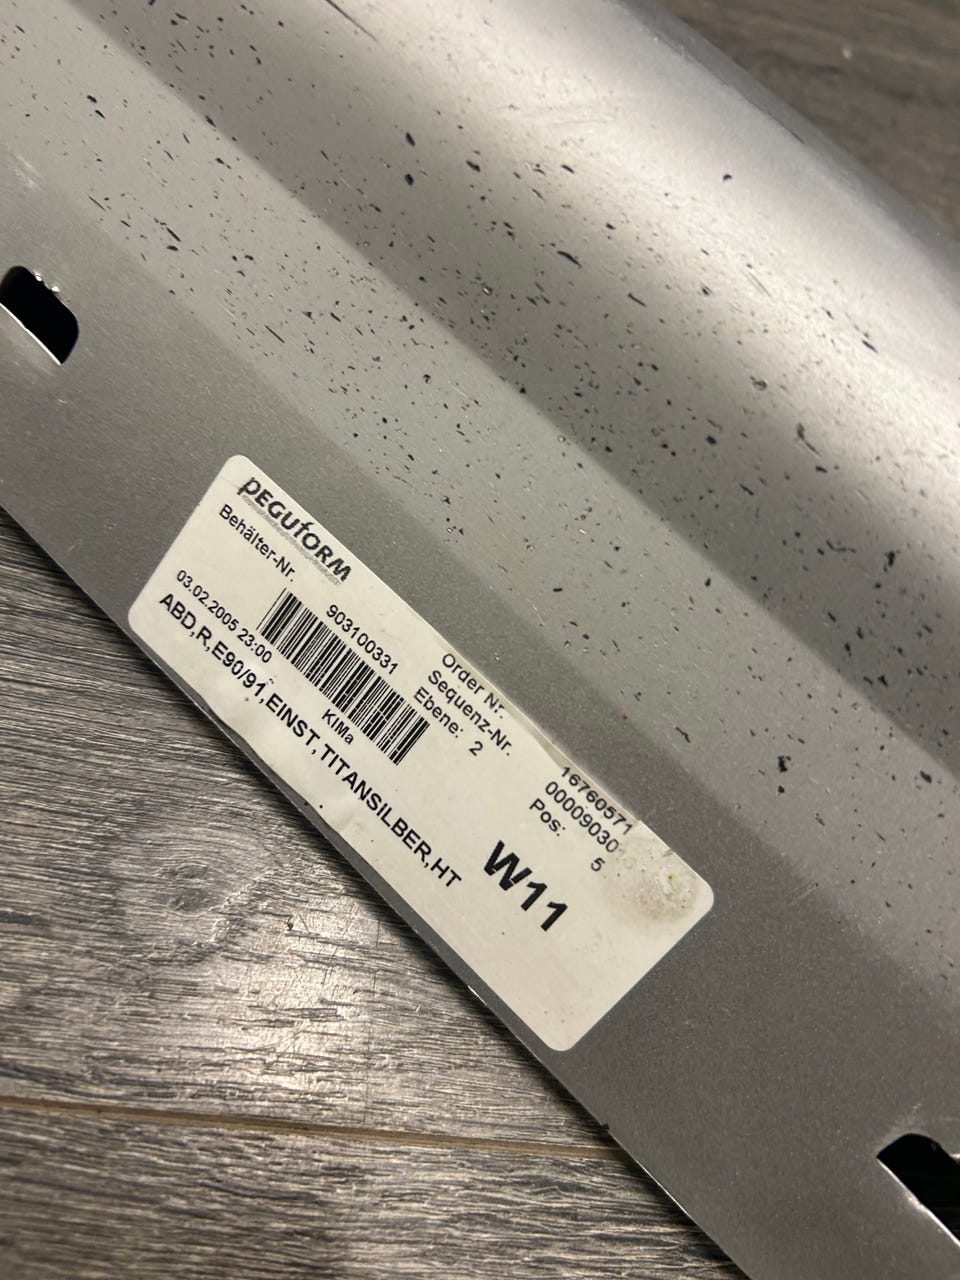 PEGUFORM
Behälter-Nr. 903100331
Order Nr. 16760571
Sequenz-Nr. 00009030
Ebene: 2 Pos: 5
03.02.2005 23:00 KIMa
ABD,R,E90/91,EINST,TITANSILBER,HT
W11